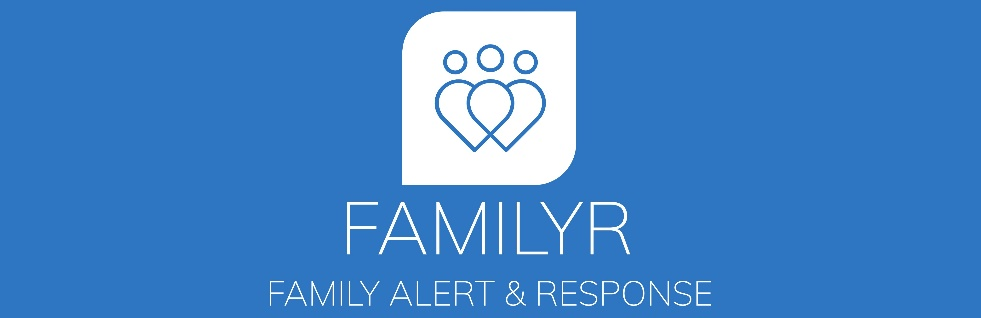 FAMILYR
FAMILY ALERT & RESPONSE